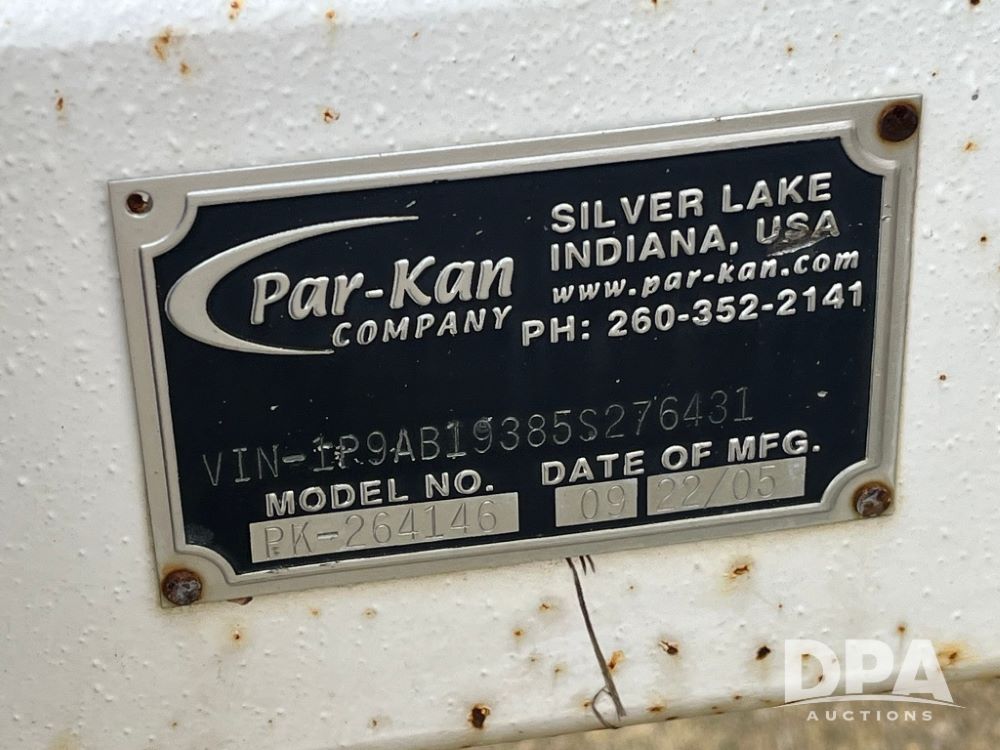 Par-Kan
COMPANY
SILVER LAKE
INDIANA, USA
www.par-kan.com
PH: 260-352-2141
VIN-1P9AB19385S276431
MODEL NO.
PK-264146
DATE OF MFG.
09 22/05
DPA
AUCTIONS